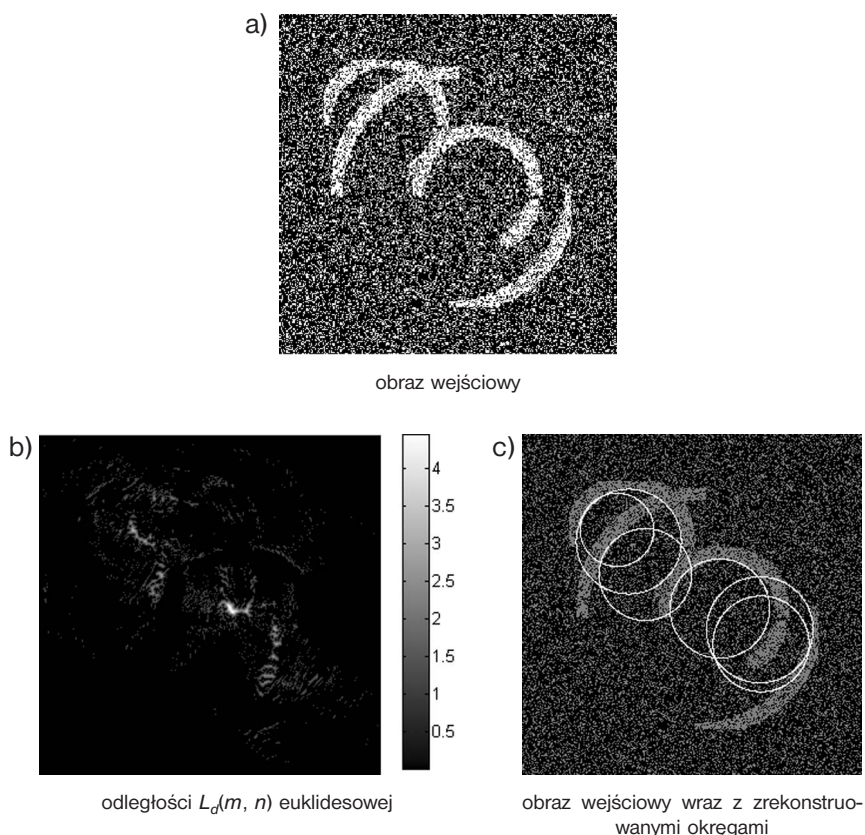 a)
obraz wejściowy
b)
4
3.5
3
2.5
2
1.5
1
0.5
odległości L_d(m, n) euklidesowej
c)
obraz wejściowy wraz z zrekonstruo-
wanymi okręgami